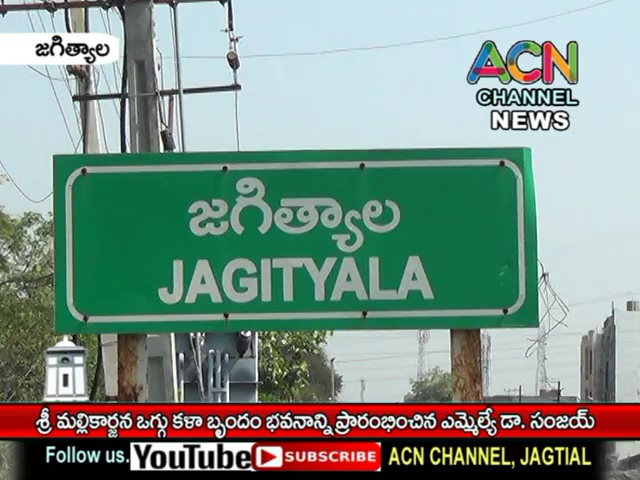 జగిత్యాల
ACN
CHANNEL
NEWS
జగిత్యాల
JAGITYALA
శ్రీ మల్లికార్జున ఒగ్గు కళా బృందం భవనాన్ని ప్రారంభించిన ఎమ్మెల్యే డా. సంజయ్
Follow us. YouTube SUBSCRIBE ACN CHANNEL, JAGTIAL